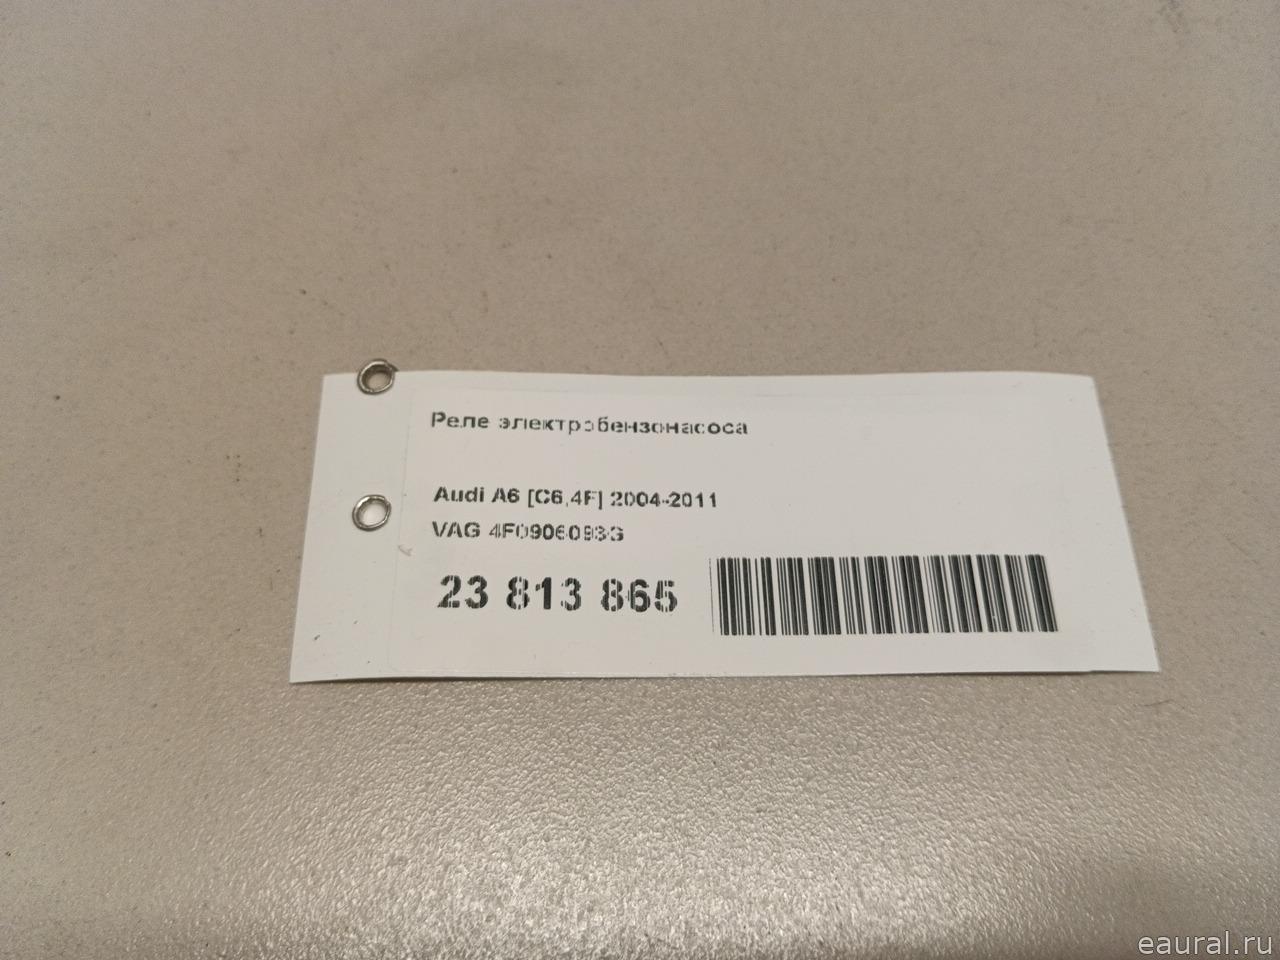 Реле электробензонасоса
Audi A6 [C6,4F] 2004-2011
VAG 4F0906093G
23 813 865
eaural.ru